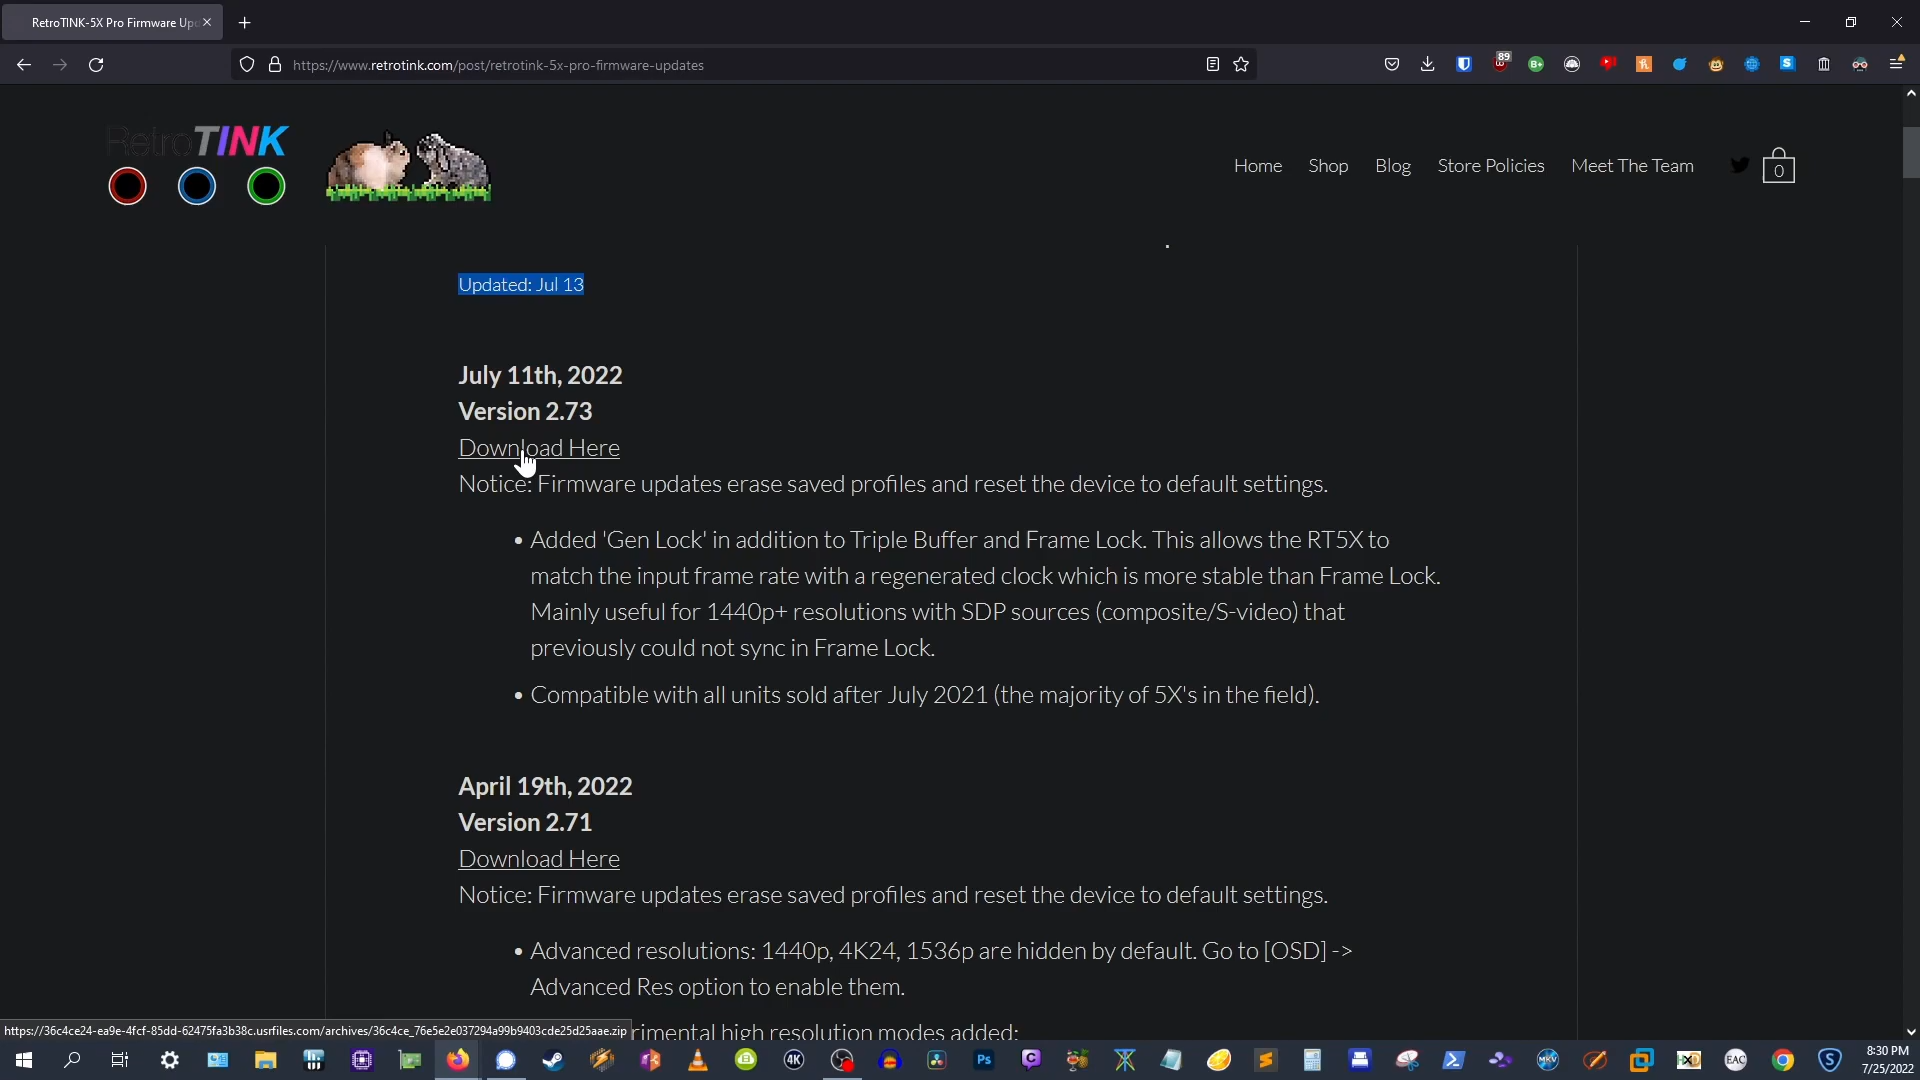 RetroTINK-5X Pro Firmware Up
https://www.retrotink.com/post/retrotink-5x-pro-firmware-updates
89
RetroTINK
Home Shop Blog Store Policies Meet The Team
0
Updated: Jul 13
July 11th, 2022
Version 2.73
Download Here
Notice: Firmware updates erase saved profiles and reset the device to default settings.
• Added 'Gen Lock' in addition to Triple Buffer and Frame Lock. This allows the RT5X to
match the input frame rate with a regenerated clock which is more stable than Frame Lock.
Mainly useful for 1440p+ resolutions with SDP sources (composite/S-video) that
previously could not sync in Frame Lock.
• Compatible with all units sold after July 2021 (the majority of 5X's in the field).
April 19th, 2022
Version 2.71
Download Here
Notice: Firmware updates erase saved profiles and reset the device to default settings.
• Advanced resolutions: 1440p, 4K24, 1536p are hidden by default. Go to [OSD] ->
Advanced Res option to enable them.
rimental high resolution modes added:
https://36c4ce24-ea9e-4fcf-85dd-62475fa3b38c.usrfiles.com/archives/36c4ce_76e5e2e037294a99b9403cde25d25aae.zip
4K
Ps
MKV
EAC
8:30 PM
7/25/2022